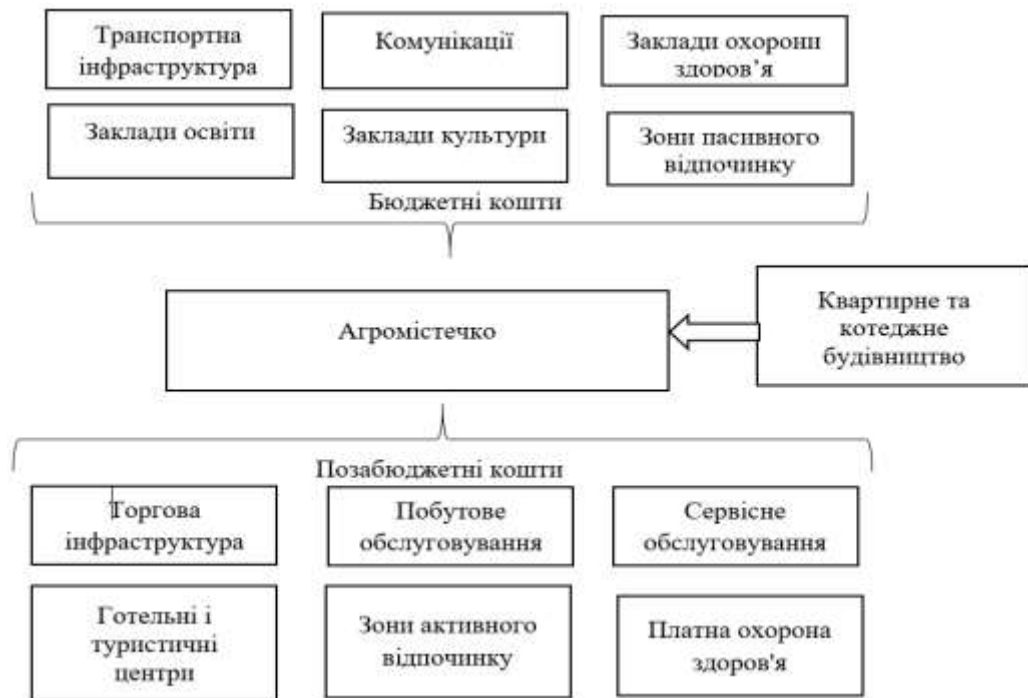 Транспортна
інфраструктура
Комунікації
Заклади охорони
здоров’я
Заклади освіти
Заклади культури
Зони пасивного
відпочинку
Бюджетні кошти
Агромістечко
Квартирне та
котеджне
будівництво
Позабюджетні кошти
Торгова
інфраструктура
Побутове
обслуговування
Сервісне
обслуговування
Готельні і
туристичні
центри
Зони активного
відпочинку
Платна охорона
здоров'я